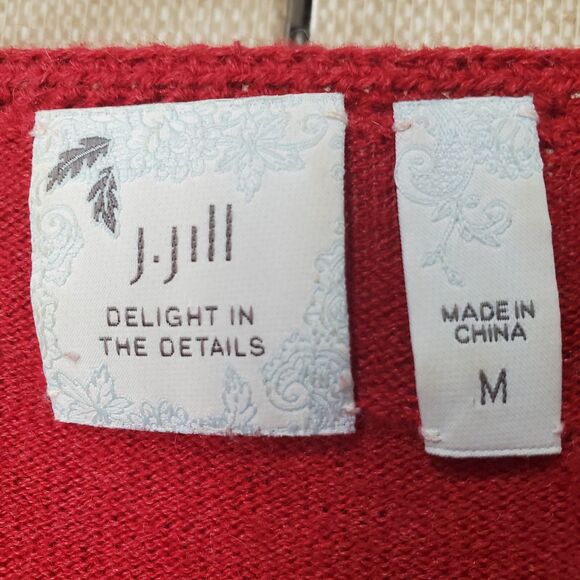 J.Jill
DELIGHT IN
THE DETAILS
MADE IN
CHINA
M